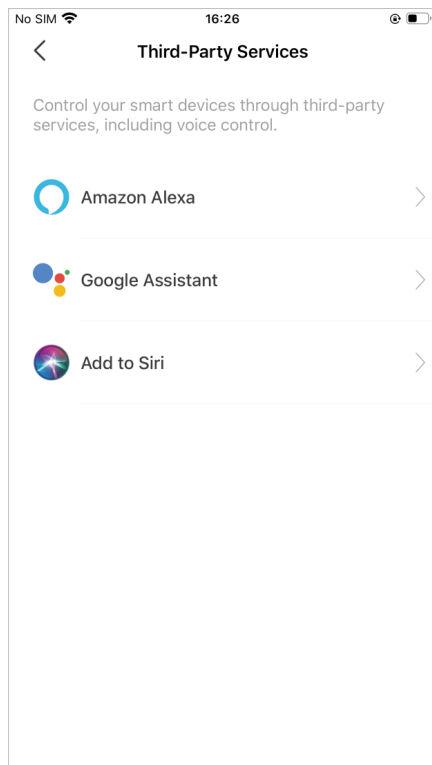 No SIM 16:26
Third-Party Services
Control your smart devices through third-party
services, including voice control.
Amazon Alexa
Google Assistant
Add to Siri